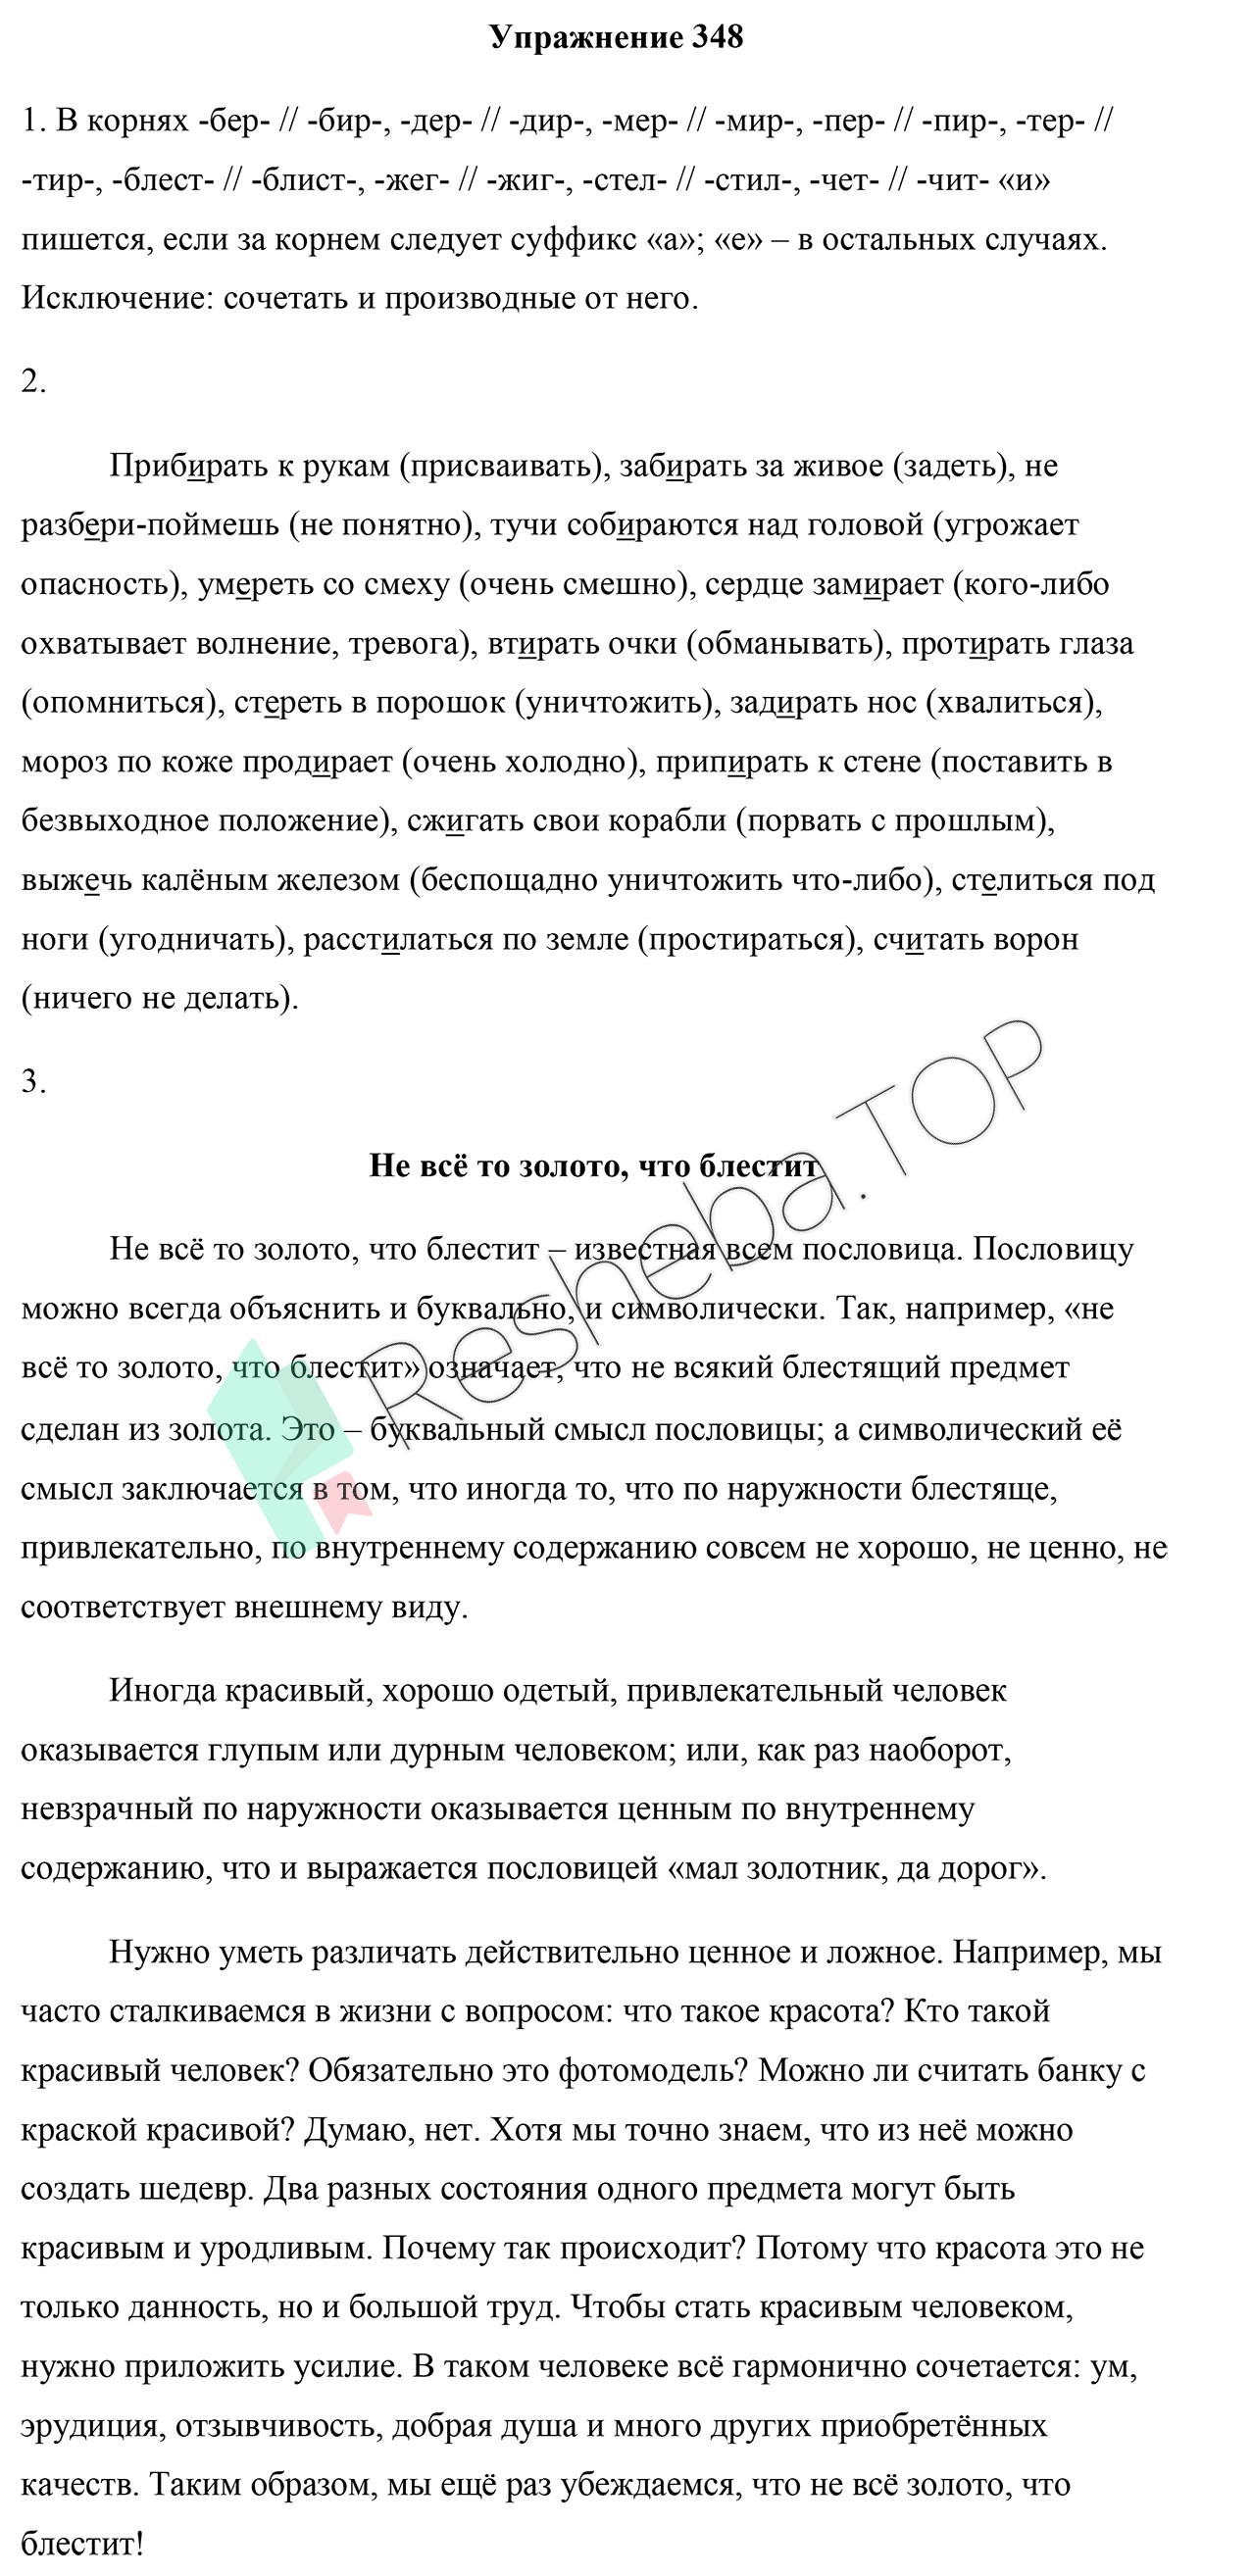 Упражнение 348
1. В корнях -бер- // -бир-, -дер- // -дир-, -мер- // -мир-, -пер- // -пир-, -тер- //
-тир-, -блест- // -блист-, -жег- // -жиг-, -стел- // -стил-, -чет- // -чит- «и»
пишется, если за корнем следует суффикс «а»; «е» – в остальных случаях.
Исключение: сочетать и производные от него.
2.
Прибирать к рукам (присваивать), забирать за живое (задеть), не
разбери-поймешь (не понятно), тучи собираются над головой (угрожает
опасность), умереть со смеху (очень смешно), сердце замирает (кого-либо
охватывает волнение, тревога), втирать очки (обманывать), протирать глаза
(опомниться), стереть в порошок (уничтожить), задирать нос (хвалиться),
мороз по коже продирает (очень холодно), припирать к стене (поставить в
безвыходное положение), сжигать свои корабли (порвать с прошлым),
выжечь калёным железом (беспощадно уничтожить что-либо), стелиться под
ноги (угодничать), расстилаться по земле (простираться), считать ворон
(ничего не делать).
3.
Не всё то золото, что блестит
Не всё то золото, что блестит – известная всем пословица. Пословицу
можно всегда объяснить и буквально, и символически. Так, например, «не
всё то золото, что блестит» означает, что не всякий блестящий предмет
сделан из золота. Это – буквальный смысл пословицы; а символический её
смысл заключается в том, что иногда то, что по наружности блестяще,
привлекательно, по внутреннему содержанию совсем не хорошо, не ценно, не
соответствует внешнему виду.
Иногда красивый, хорошо одетый, привлекательный человек
оказывается глупым или дурным человеком; или, как раз наоборот,
невзрачный по наружности оказывается ценным по внутреннему
содержанию, что и выражается пословицей «мал золотник, да дорог».
Нужно уметь различать действительно ценное и ложное. Например, мы
часто сталкиваемся в жизни с вопросом: что такое красота? Кто такой
красивый человек? Обязательно это фотомодель? Можно ли считать банку с
краской красивой? Думаю, нет. Хотя мы точно знаем, что из неё можно
создать шедевр. Два разных состояния одного предмета могут быть
красивым и уродливым. Почему так происходит? Потому что красота это не
только данность, но и большой труд. Чтобы стать красивым человеком,
нужно приложить усилие. В таком человеке всё гармонично сочетается: ум,
эрудиция, отзывчивость, добрая душа и много других приобретённых
качеств. Таким образом, мы ещё раз убеждаемся, что не всё золото, что
блестит!
Resheba.TOP